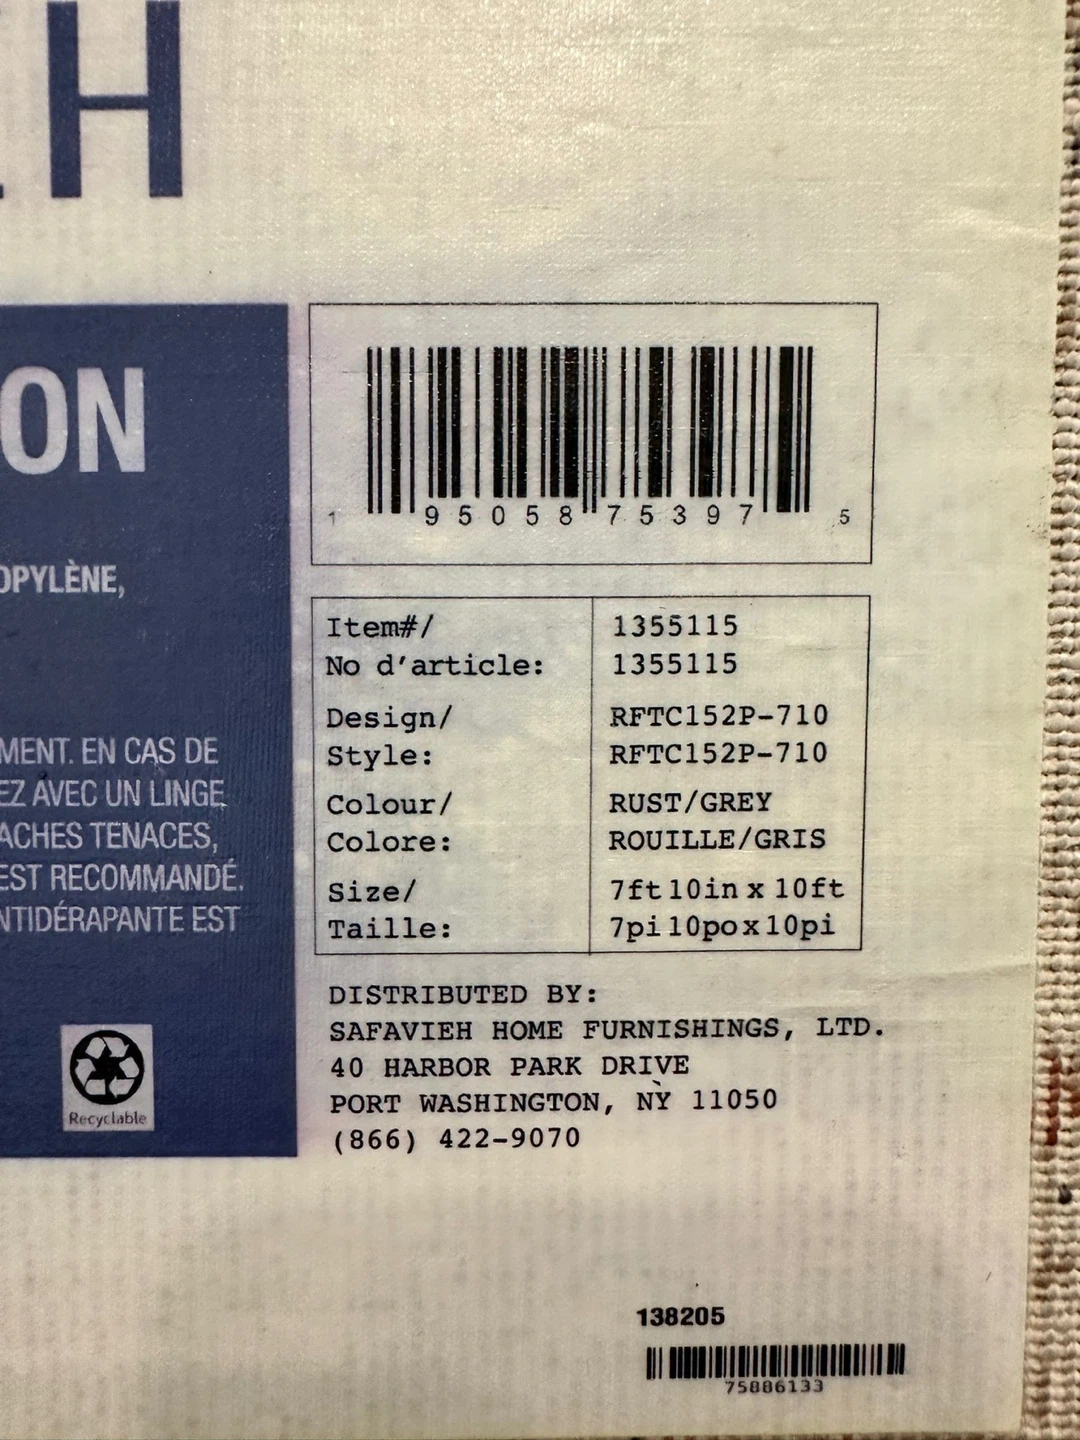 H
ON
OPYLÈNE,
MENT. EN CAS DE
EZ AVEC UN LINGE
ACHES TENACES,
EST RECOMMANDÉ.
NTIDÉRAPANTE EST
Recyclable
1 95058 75397 5
Item#/ 1355115
No d'article: 1355115
Design/ RFTC152P-710
Style: RFTC152P-710
Colour/ RUST/GREY
Colore: ROUILLE/GRIS
Size/ 7ft 10in x 10ft
Taille: 7pi 10po x 10pi
DISTRIBUTED BY:
SAFAVIEH HOME FURNISHINGS, LTD.
40 HARBOR PARK DRIVE
PORT WASHINGTON, NY 11050
(866) 422-9070
138205
75886133